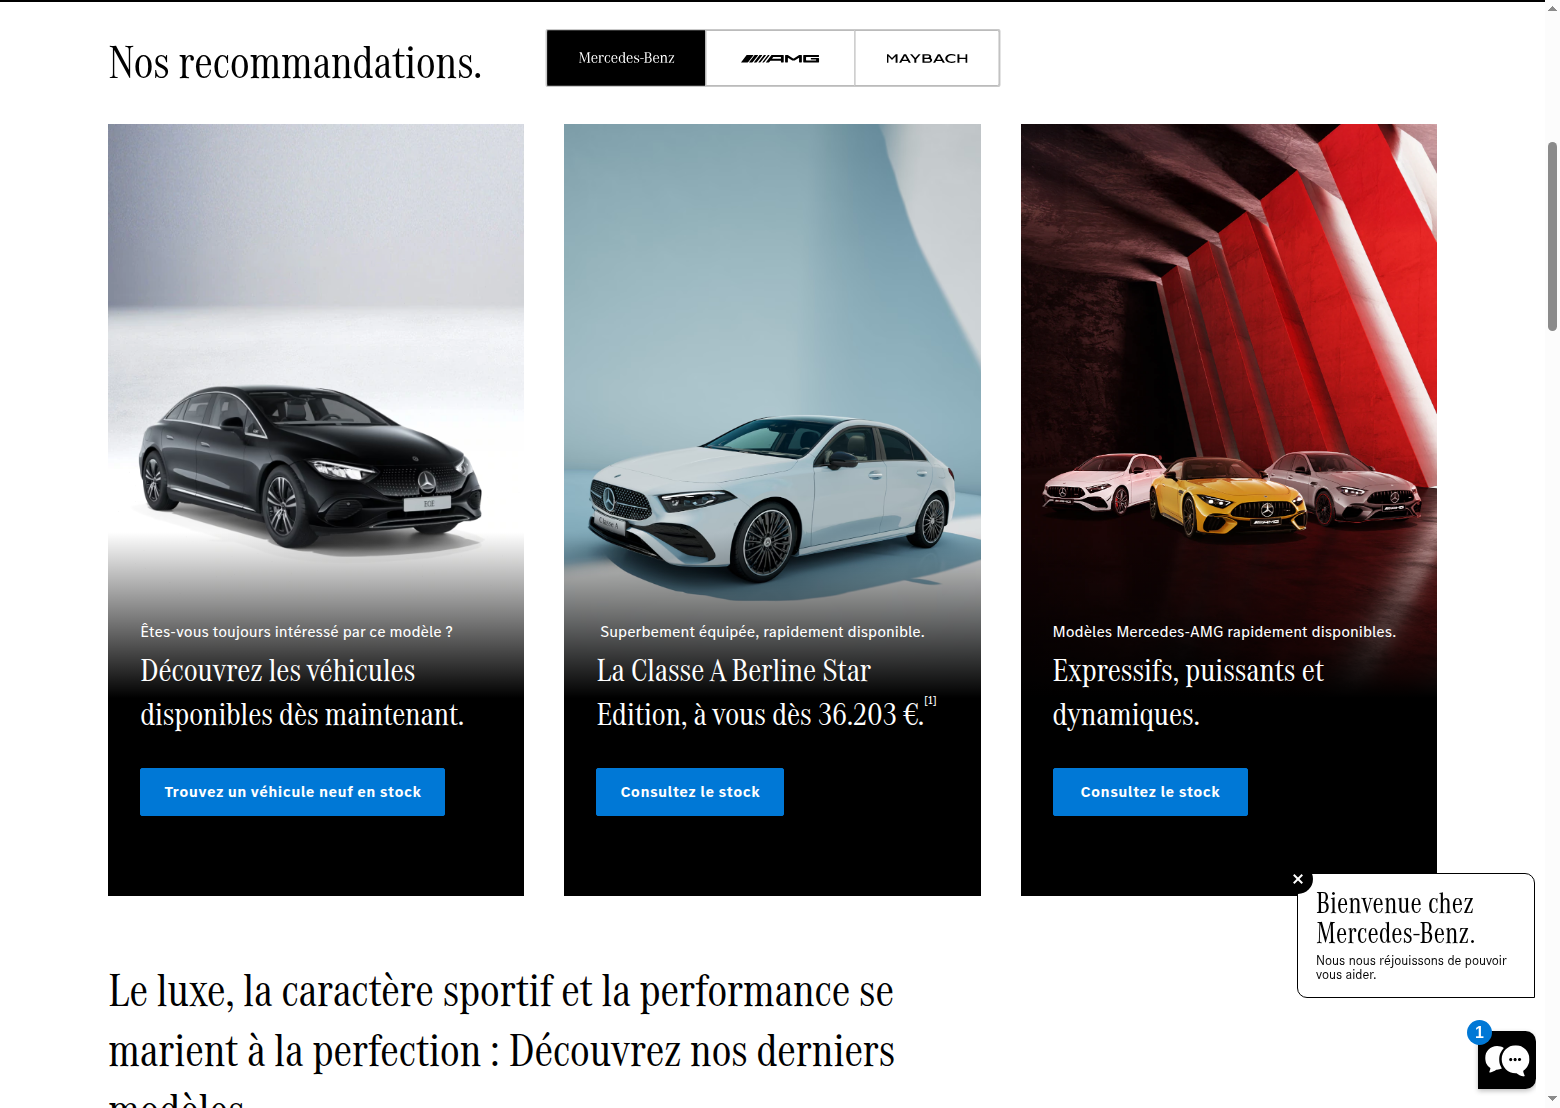 Nos recommandations.
Mercedes-Benz
AMG
MAYBACH
EQE
Classe A
AMG
Êtes-vous toujours intéressé par ce modèle ?
Découvrez les véhicules
disponibles dès maintenant.
Trouvez un véhicule neuf en stock
Superbement équipée, rapidement disponible.
La Classe A Berline Star
Edition, à vous dès 36.203 €.[1]
Consultez le stock
Modèles Mercedes-AMG rapidement disponibles.
Expressifs, puissants et
dynamiques.
Consultez le stock
Bienvenue chez
Mercedes-Benz.
Nous nous réjouissons de pouvoir
vous aider.
1
Le luxe, la caractère sportif et la performance se
marient à la perfection : Découvrez nos derniers
modèles